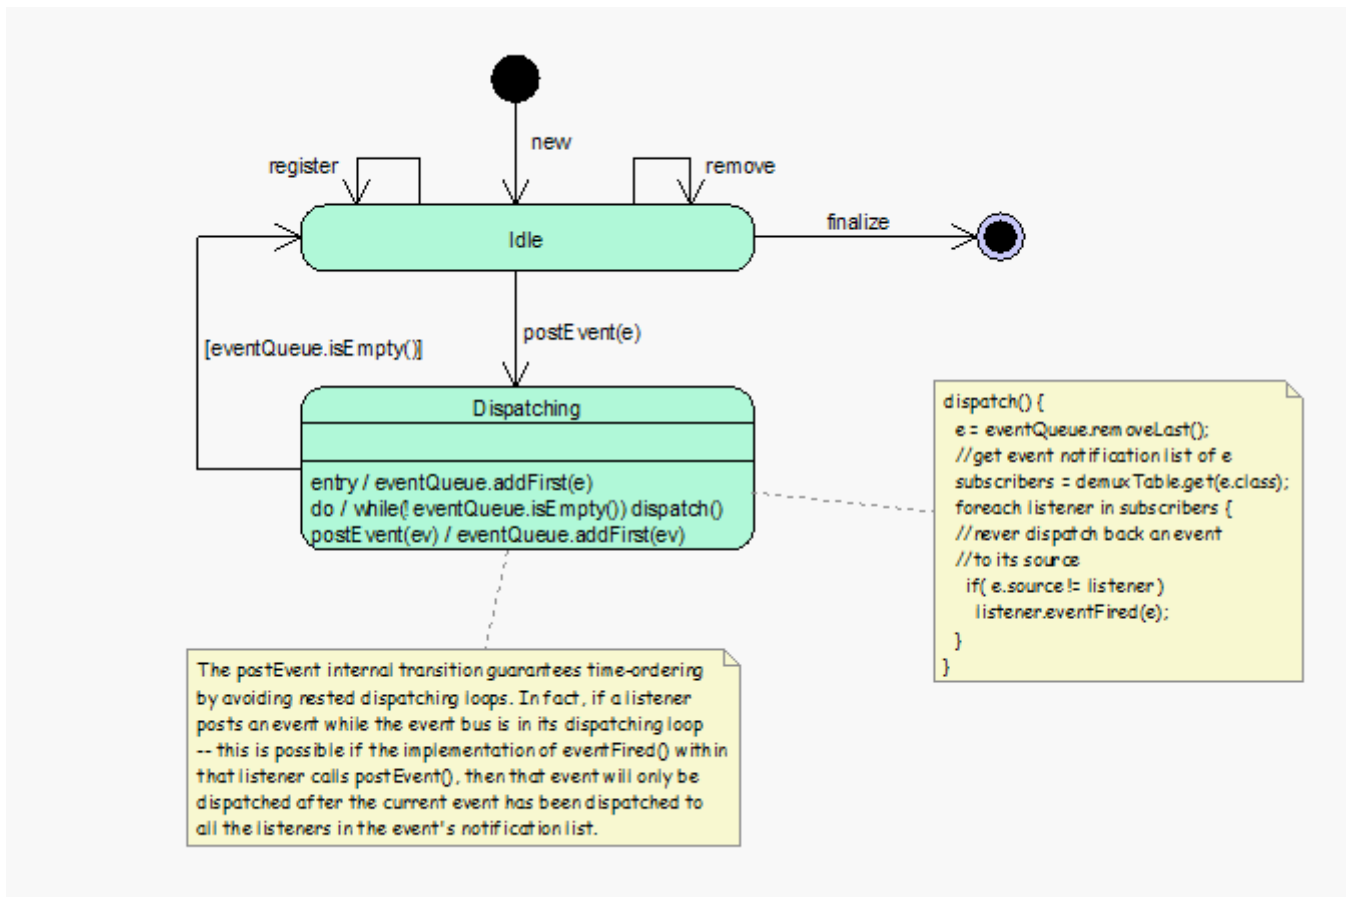 new
register
remove
Idle
finalize
postEvent(e)
[eventQueue.isEmpty()]
Dispatching
entry / eventQueue.addFirst(e)
do / while(! eventQueue.isEmpty()) dispatch()
postEvent(ev) / eventQueue.addFirst(ev)
dispatch() {
e = eventQueue.removeLast();
//get event notification list of e
subscribers = demuxTable.get(e.class);
foreach listener in subscribers {
//never dispatch back an event
//to its source
if( e.source != listener )
listener.eventFired(e);
}
}
The postEvent internal transition guarantees time-ordering
by avoiding nested dispatching loops. In fact, if a listener
posts an event while the event bus is in its dispatching loop
-- this is possible if the implementation of eventFired() within
that listener calls postEvent(), then that event will only be
dispatched after the current event has been dispatched to
all the listeners in the event's notification list.